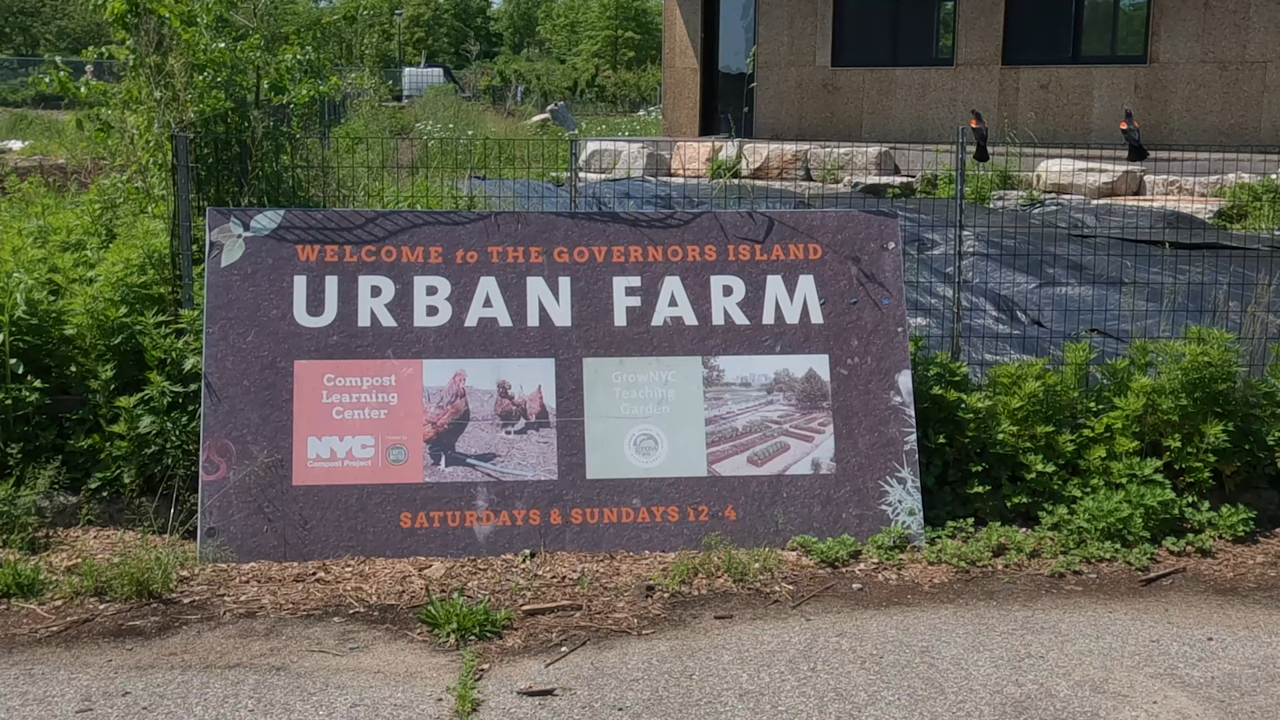 WELCOME to THE GOVERNORS ISLAND
URBAN FARM
Compost
Learning
Center
NYC
Compost Project
GrowNYC
Teaching
Garden
SATURDAYS & SUNDAYS 12-4